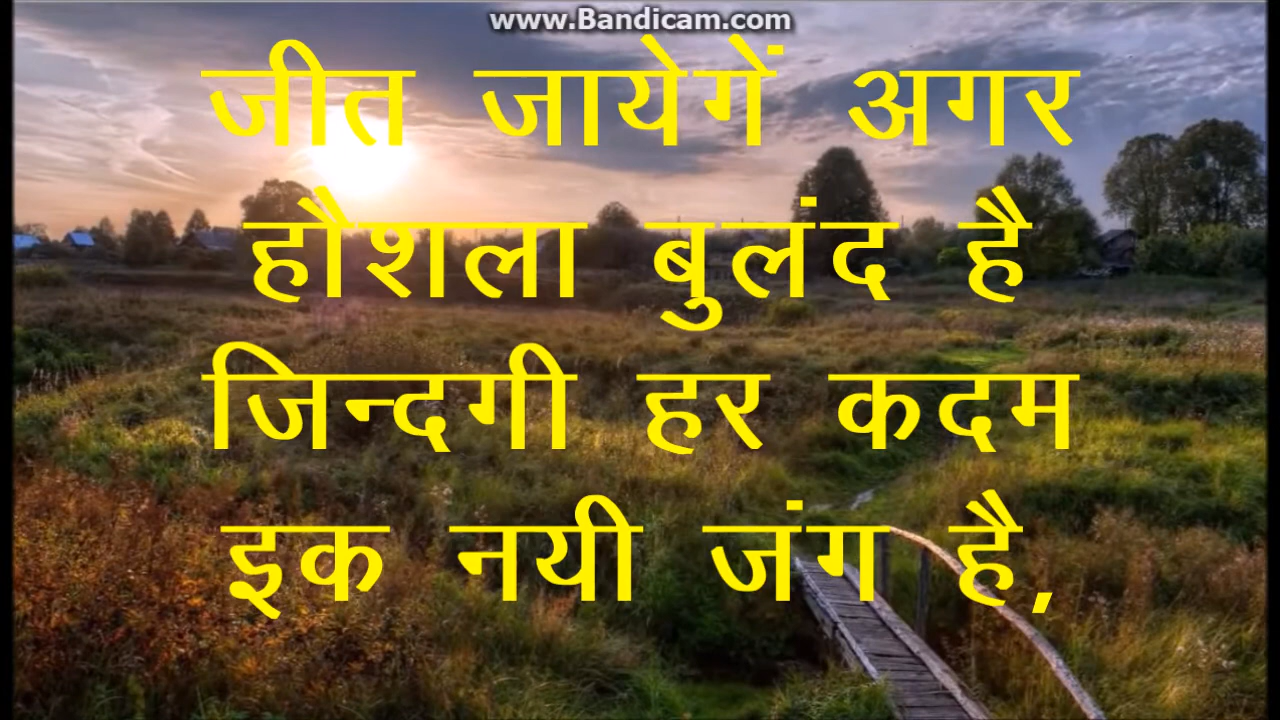 www.Bandicam.com
जीत जायेगें अगर
हौशला बुलंद है
जिन्दगी हर कदम
इक नयी जंग है,